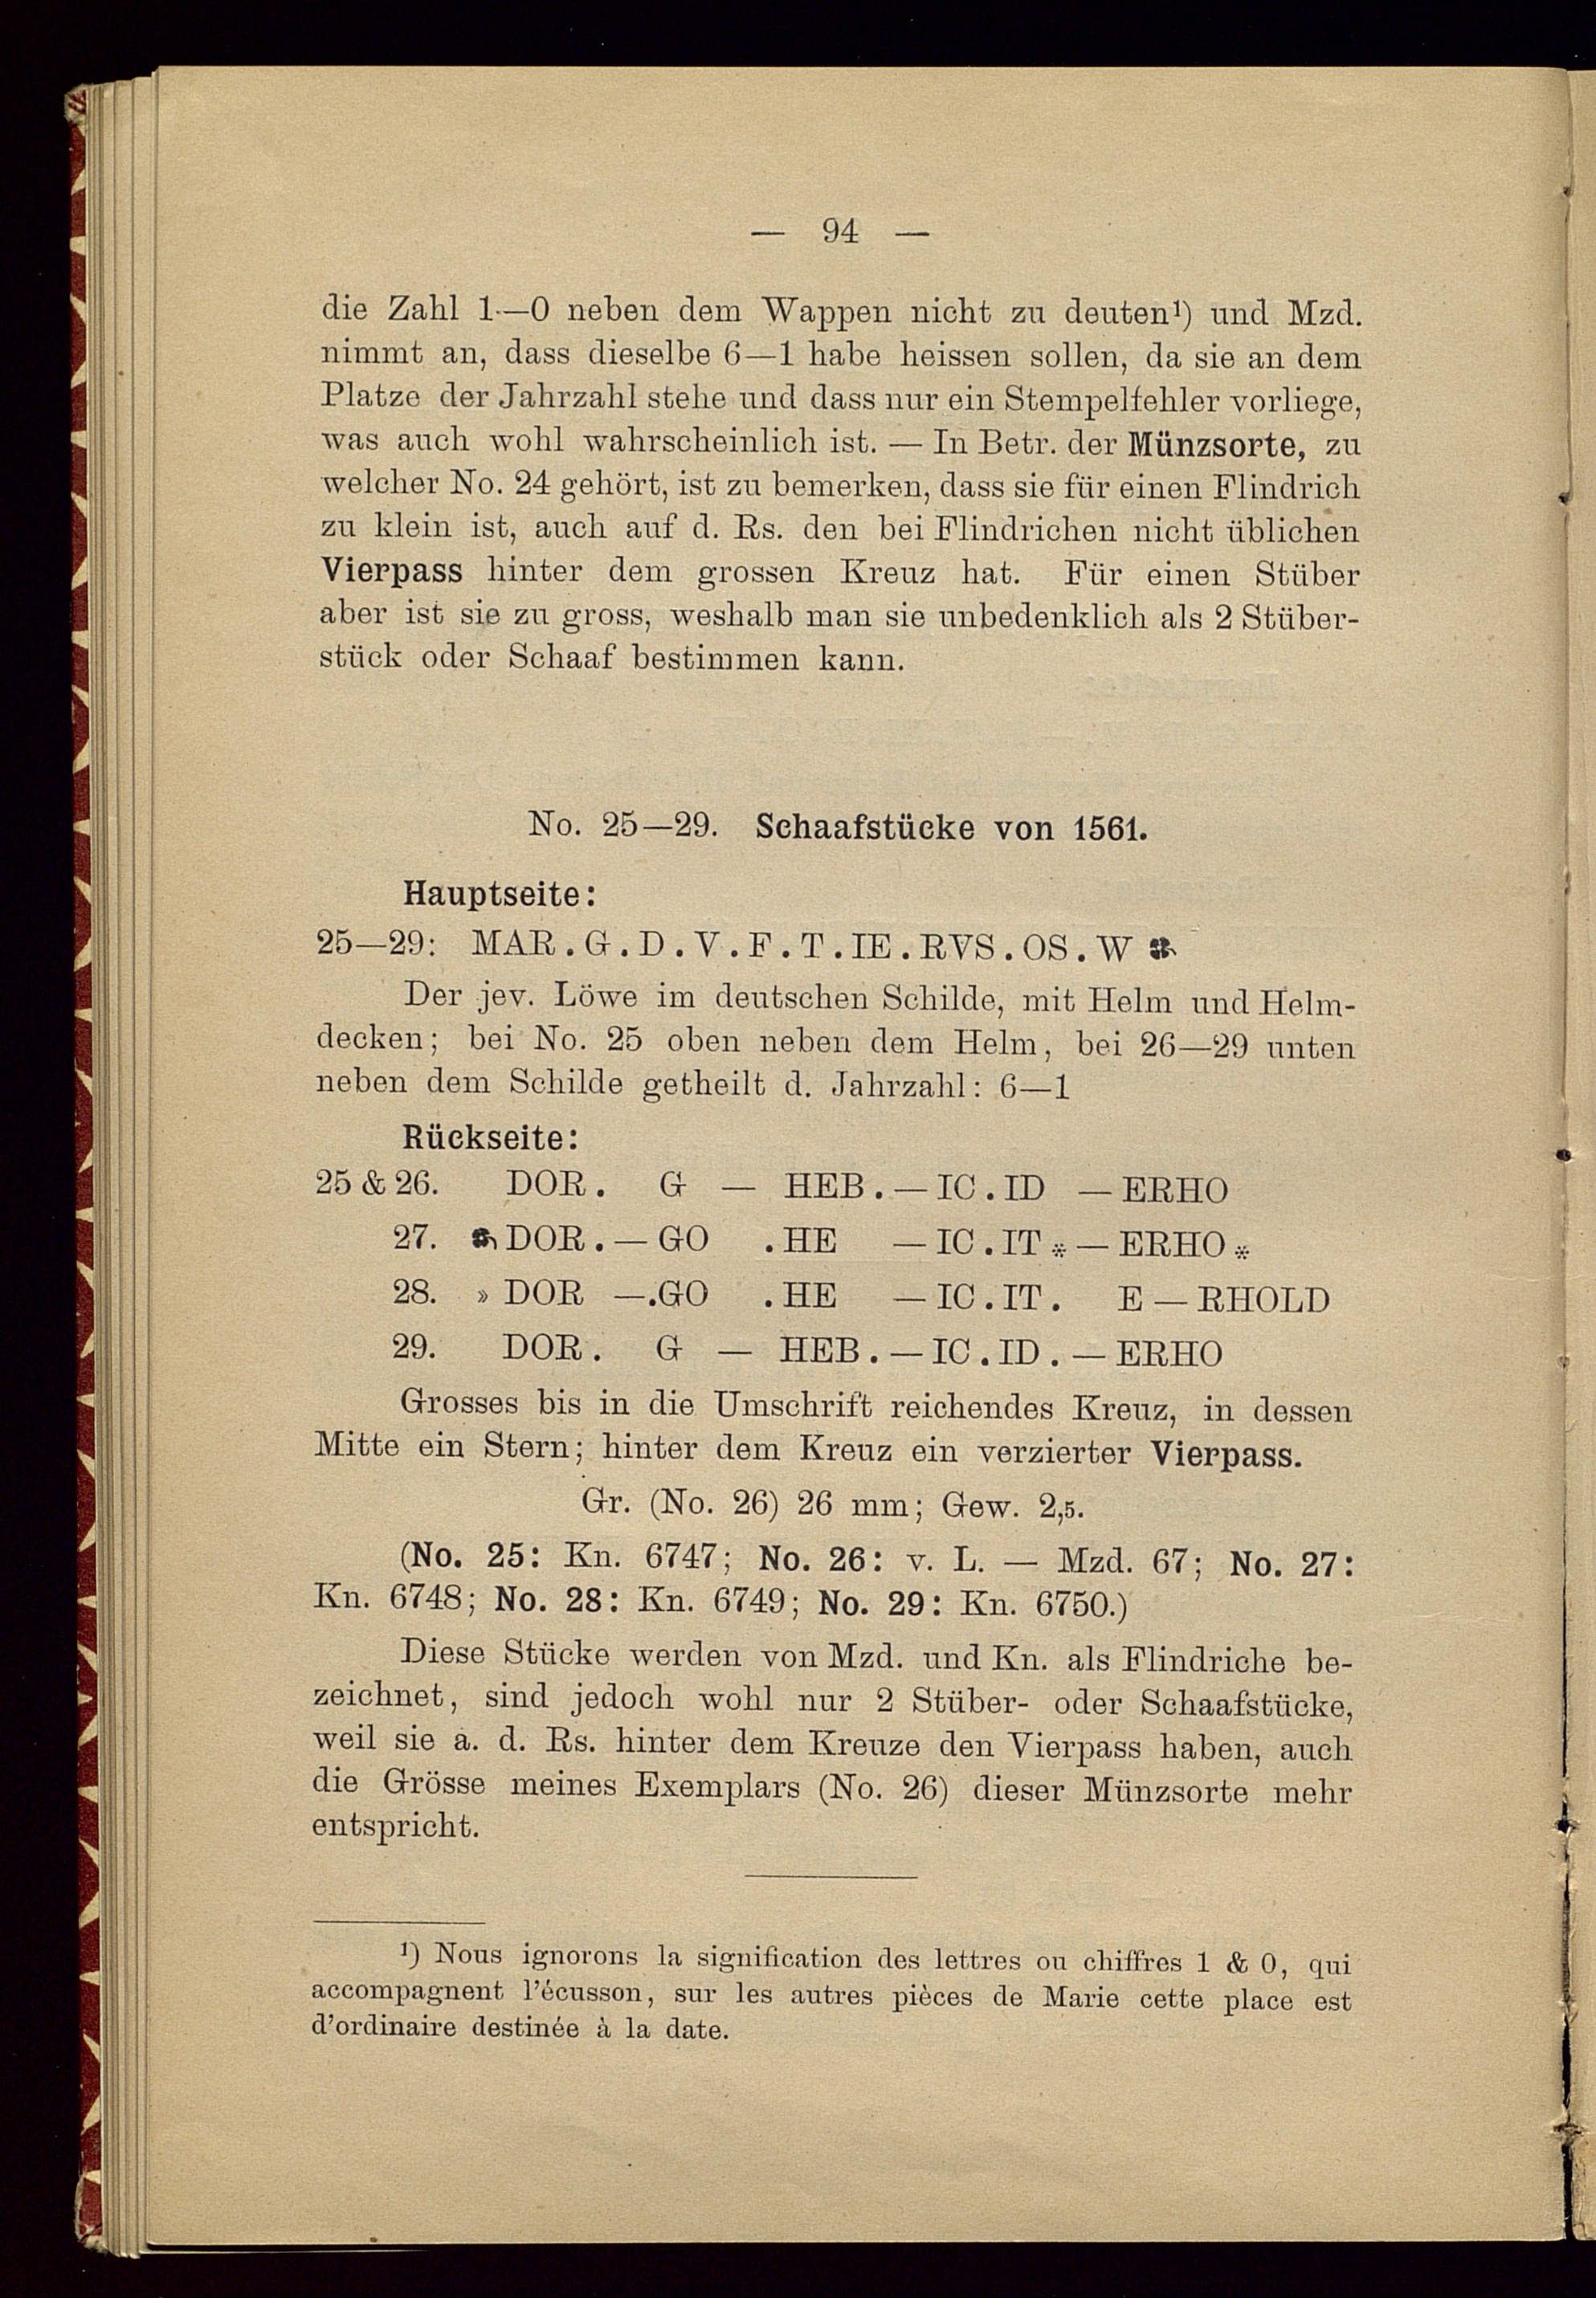 — 94 —
die Zahl 1—0 neben dem Wappen nicht zu deuten¹) und Mzd.
nimmt an, dass dieselbe 6—1 habe heissen sollen, da sie an dem
Platze der Jahrzahl stehe und dass nur ein Stempelfehler vorliege,
was auch wohl wahrscheinlich ist. — In Betr. der Münzsorte, zu
welcher No. 24 gehört, ist zu bemerken, dass sie für einen Flindrich
zu klein ist, auch auf d. Rs. den bei Flindrichen nicht üblichen
Vierpass hinter dem grossen Kreuz hat. Für einen Stüber
aber ist sie zu gross, weshalb man sie unbedenklich als 2 Stüber-
stück oder Schaaf bestimmen kann.
No. 25—29. Schaafstücke von 1561.
Hauptseite:
25—29: MAR . G . D . V . F . T . IE . RVS . OS . W ✤
Der jev. Löwe im deutschen Schilde, mit Helm und Helm-
decken; bei No. 25 oben neben dem Helm, bei 26—29 unten
neben dem Schilde getheilt d. Jahrzahl: 6—1
Rückseite:
25 & 26. DOR . G — HEB . — IC . ID — ERHO
27. ✤ DOR . — GO . HE — IC . IT * — ERHO *
28. » DOR — . GO . HE — IC . IT . E — RHOLD
29. DOR . G — HEB . — IC . ID . — ERHO
Grosses bis in die Umschrift reichendes Kreuz, in dessen
Mitte ein Stern; hinter dem Kreuz ein verzierter Vierpass.
Gr. (No. 26) 26 mm; Gew. 2,5.
(No. 25: Kn. 6747; No. 26: v. L. — Mzd. 67; No. 27:
Kn. 6748; No. 28: Kn. 6749; No. 29: Kn. 6750.)
Diese Stücke werden von Mzd. und Kn. als Flindriche be-
zeichnet, sind jedoch wohl nur 2 Stüber- oder Schaafstücke,
weil sie a. d. Rs. hinter dem Kreuze den Vierpass haben, auch
die Grösse meines Exemplars (No. 26) dieser Münzsorte mehr
entspricht.
¹) Nous ignorons la signification des lettres ou chiffres 1 & 0, qui
accompagnent l'écusson, sur les autres pièces de Marie cette place est
d'ordinaire destinée à la date.